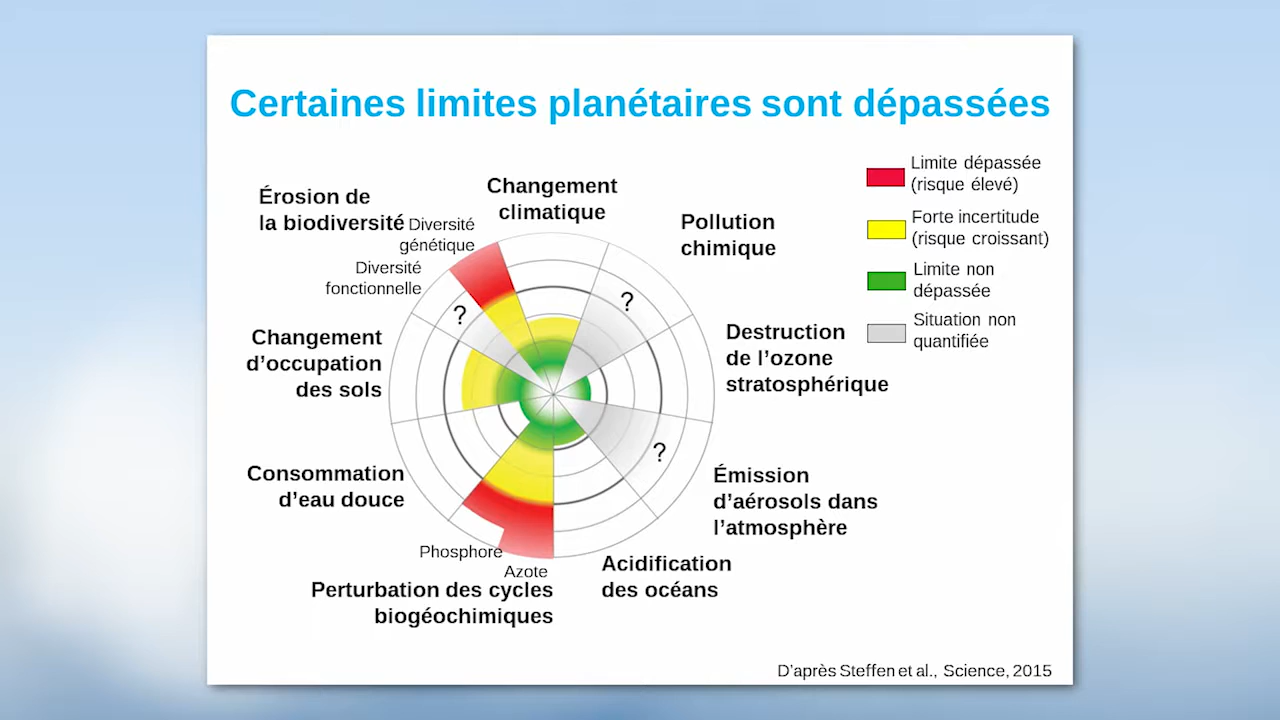 Certaines limites planétaires sont dépassées
Limite dépassée
(risque élevé)
Forte incertitude
(risque croissant)
Limite non
dépassée
Situation non
quantifiée
Érosion de
la biodiversité
Diversité
génétique
Diversité
fonctionnelle
Changement
climatique
Pollution
chimique
?
?
Changement
d’occupation
des sols
Destruction
de l’ozone
stratosphérique
?
Consommation
d’eau douce
Émission
d’aérosols dans
l’atmosphère
Phosphore
Azote
Perturbation des cycles
biogéochimiques
Acidification
des océans
D’après Steffen et al., Science, 2015